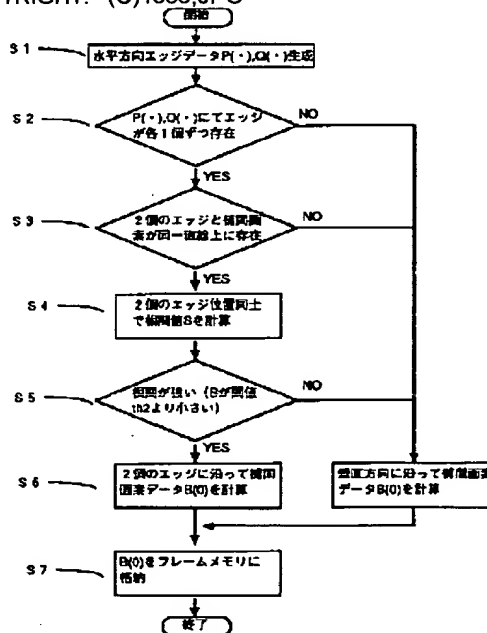 TRIGHT: (C)1998,JPO
開始
S1
水平方向エッジデータP(・),Q(・)生成
S2
P(・),Q(・)にてエッジ
が各1個ずつ存在
NO
YES
S3
2個のエッジと補間画
素が同一直線上に存在
NO
YES
S4
2個のエッジ位置同士
で相関値Sを計算
S5
相関が強い(Sが閾値
th2より小さい)
NO
YES
S6
2個のエッジに沿って補間
画素データB(0)を計算
垂直方向に沿って補間画素
データB(0)を計算
S7
B(0)をフレームメモリに
格納
終了